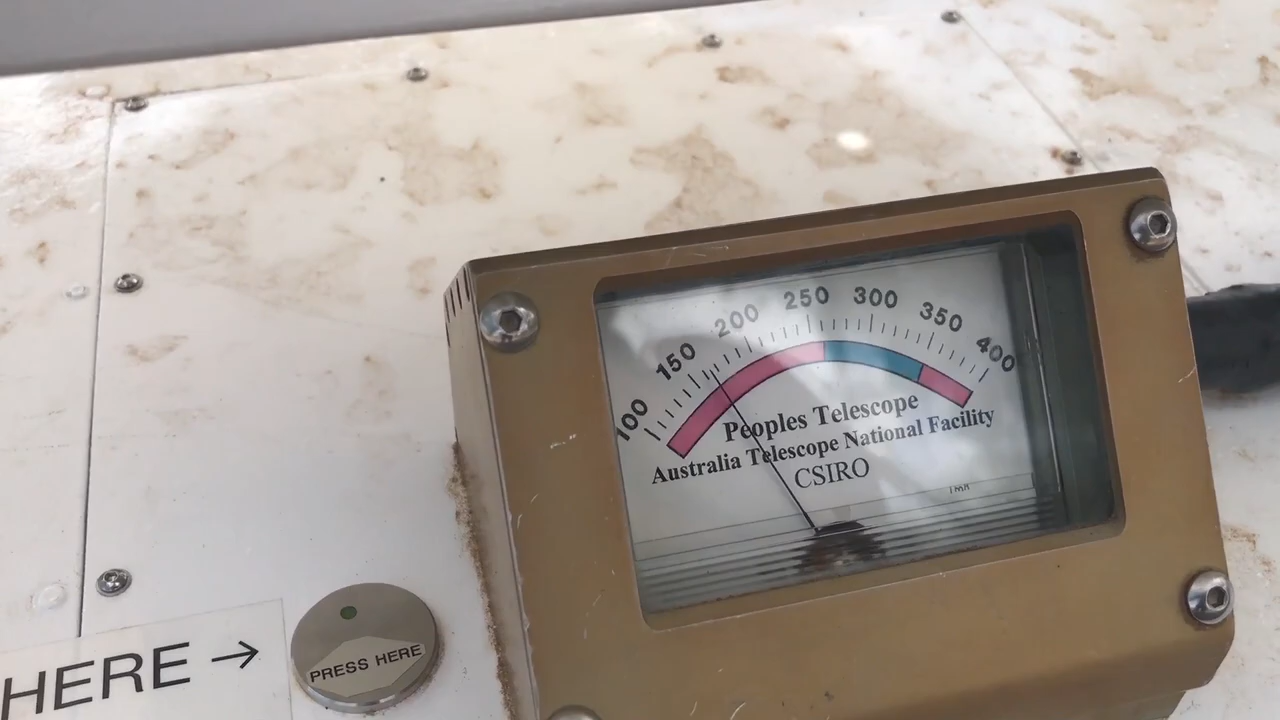 100 150 200 250 300 350 400
Peoples Telescope
Australia Telescope National Facility
CSIRO
HERE →
PRESS HERE